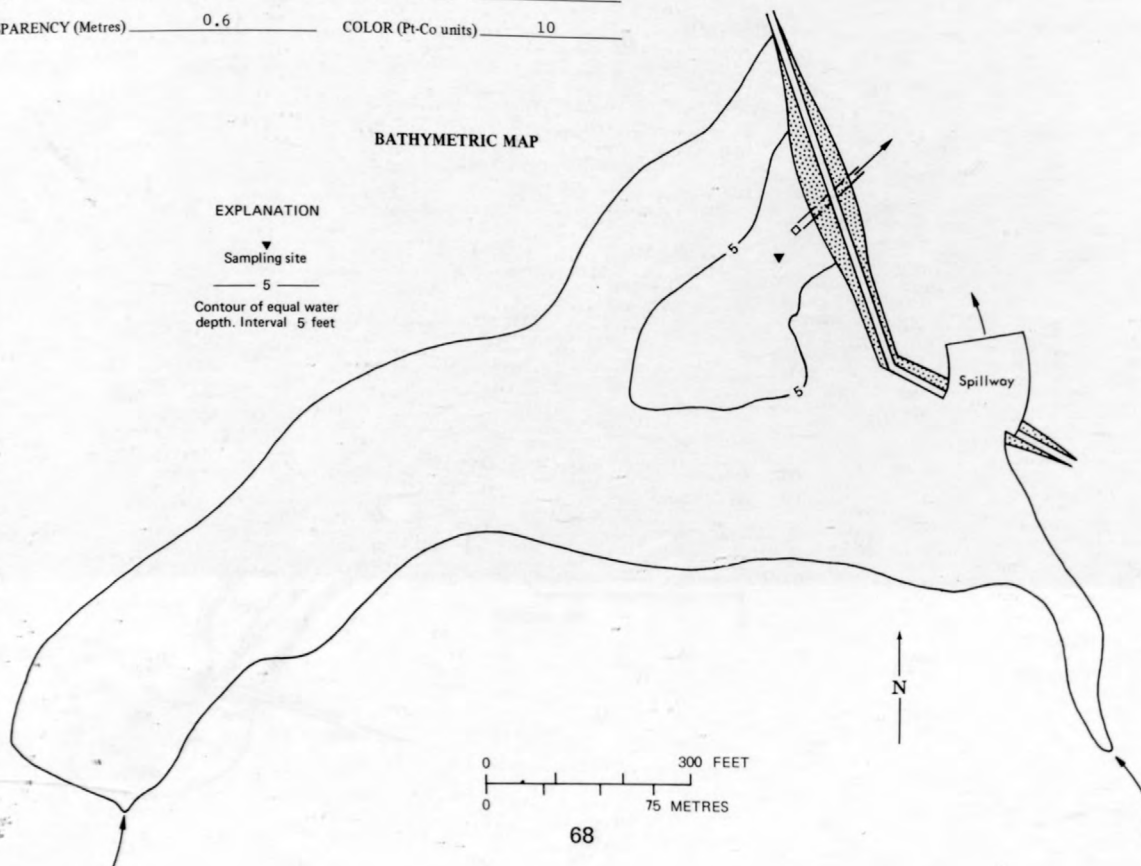 PARENCY (Metres) 0.6 COLOR (Pt-Co units) 10
BATHYMETRIC MAP
EXPLANATION
Sampling site
5
Contour of equal water
depth. Interval 5 feet
5
5
Spillway
N
0 300 FEET
0 75 METRES
68